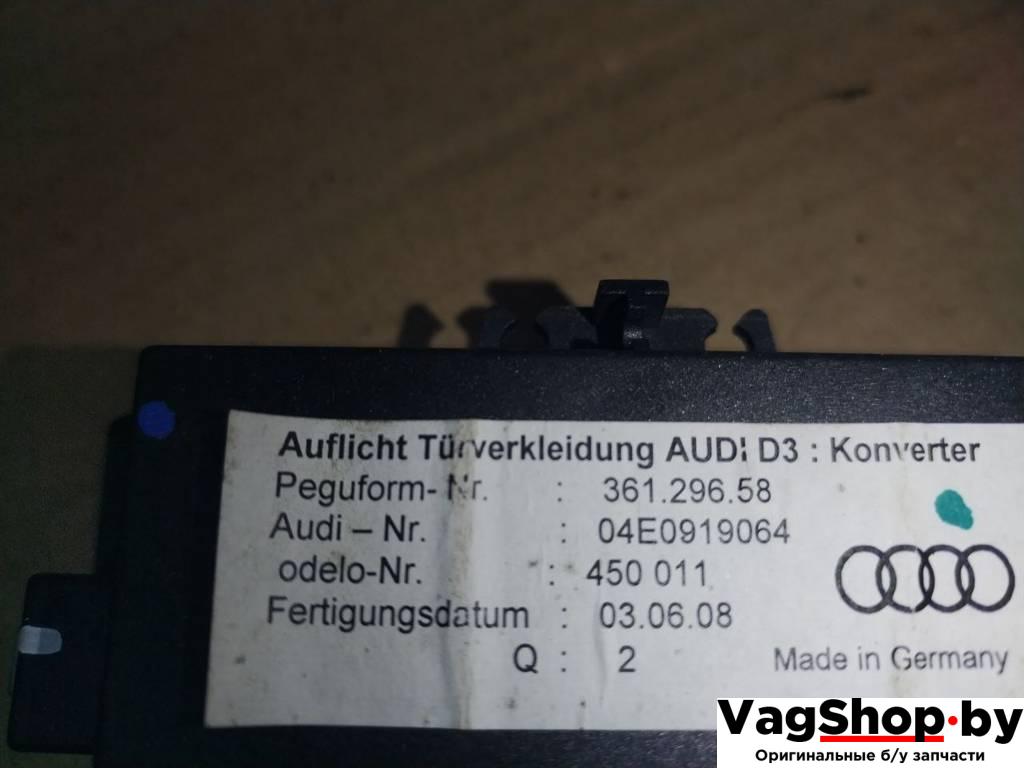 Auflicht Türverkleidung AUDI D3 : Konverter
Peguform- Nr. : 361.296.58
Audi – Nr. : 04E0919064
odelo-Nr. : 450 011
Fertigungsdatum : 03.06.08
Q : 2
Made in Germany
VagShop.by
Оригинальные б/у запчасти